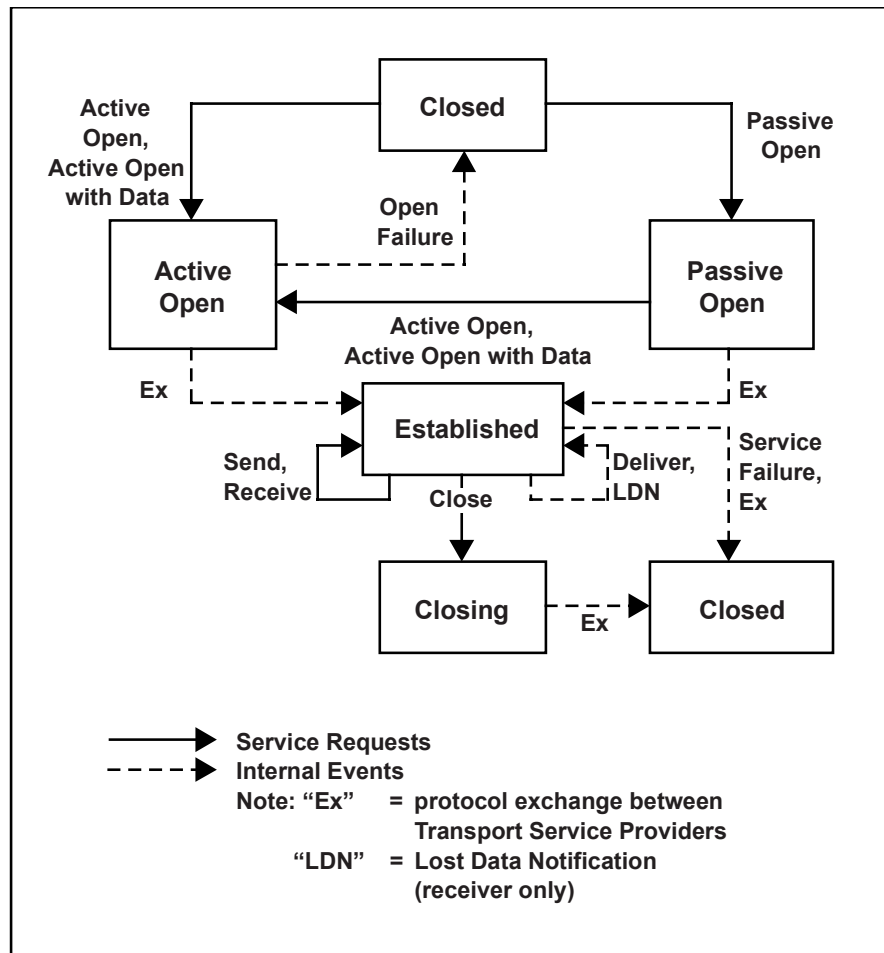 Closed
Active
Open,
Active Open
with Data
Passive
Open
Open
Failure
Active
Open
Passive
Open
Active Open,
Active Open with Data
Ex
Ex
Established
Send,
Receive
Close
Deliver,
LDN
Service
Failure,
Ex
Closing
Ex
Closed
Service Requests
Internal Events
Note: “Ex” = protocol exchange between
Transport Service Providers
“LDN” = Lost Data Notification
(receiver only)